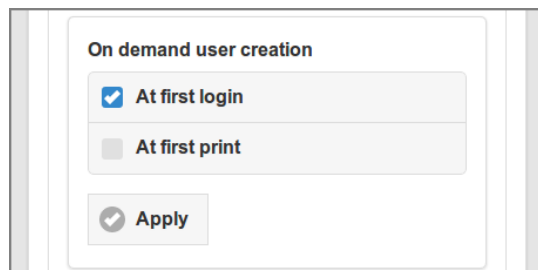 On demand user creation
At first login
At first print
Apply